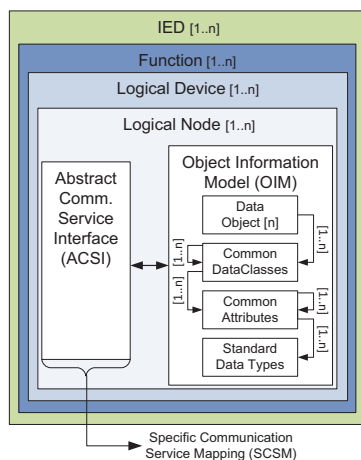 IED [1..n]
Function [1..n]
Logical Device [1..n]
Logical Node [1..n]
Abstract
Comm.
Service
Interface
(ACSI)
Object Information
Model (OIM)
Data
Object [n]
[1..n]
[1..n]
Common
DataClasses
[1..n]
Common
Attributes
[1..n]
Standard
Data Types
Specific Communication
Service Mapping (SCSM)